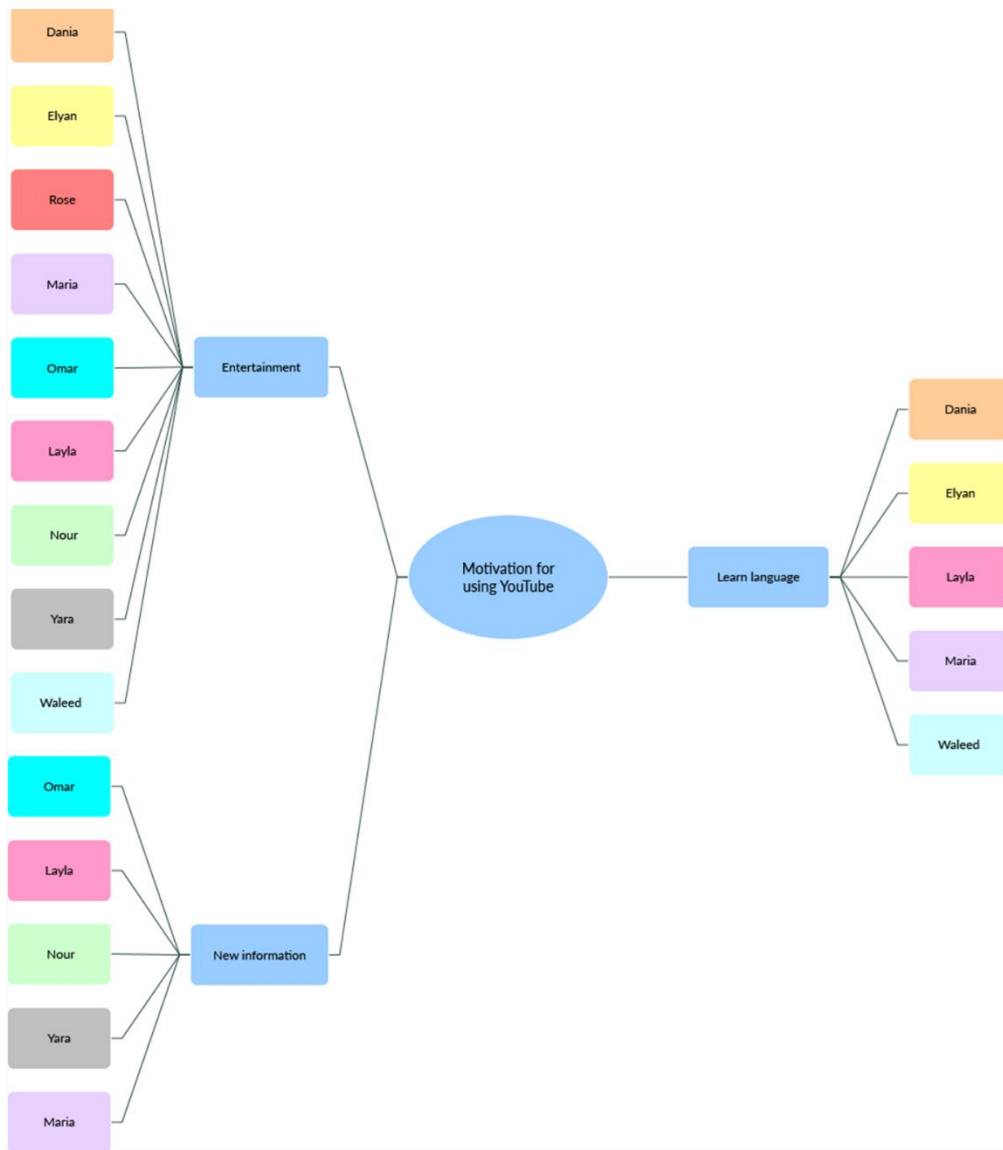 Dania
Elyan
Rose
Maria
Omar
Layla
Nour
Yara
Waleed
Entertainment
Omar
Layla
Nour
Yara
Maria
New information
Motivation for
using YouTube
Learn language
Dania
Elyan
Layla
Maria
Waleed